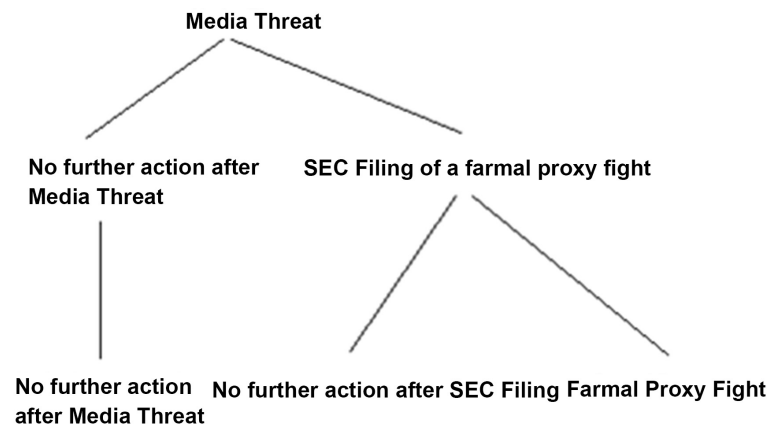 Media Threat
No further action after
Media Threat
SEC Filing of a farmal proxy fight
No further action
after Media Threat
No further action after SEC Filing
Farmal Proxy Fight